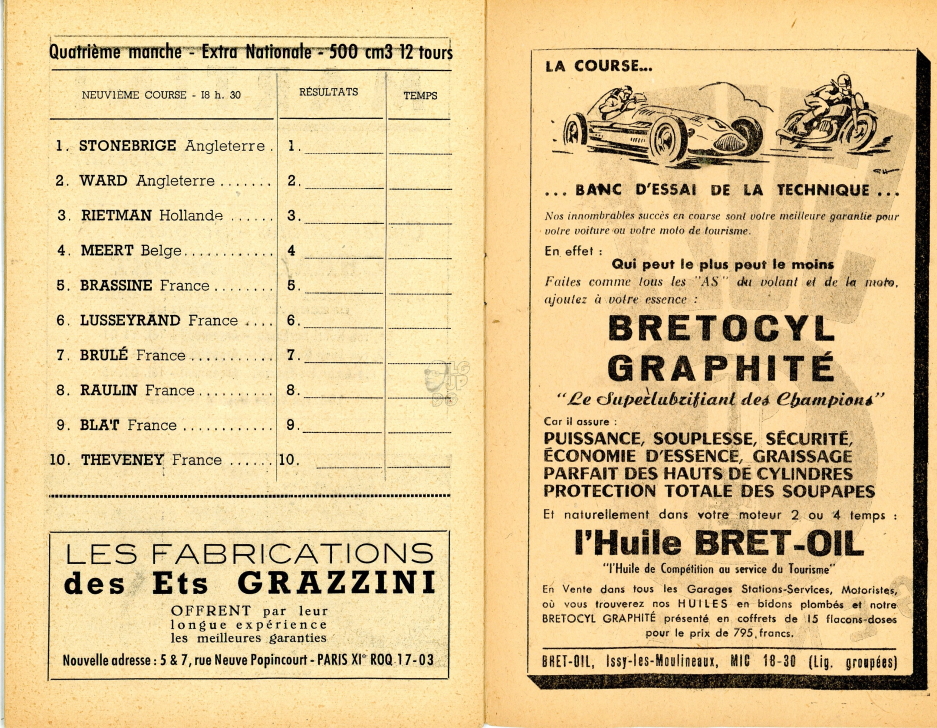 Quatrième manche - Extra Nationale - 500 cm3 12 tours
NEUVIÈME COURSE - 18 h. 30 RÉSULTATS TEMPS
1. STONEBRIGE Angleterre . 1.
2. WARD Angleterre ....... 2.
3. RIETMAN Hollande ...... 3.
4. MEERT Belge............ 4
5. BRASSINE France ....... 5.
6. LUSSEYRAND France .... 6.
7. BRULÉ France........... 7.
8. RAULIN France.......... 8.
9. BLAT France ........... 9.
10. THEVENEY France ...... 10.
LES FABRICATIONS
des Ets GRAZZINI
OFFRENT par leur
longue expérience
les meilleures garanties
Nouvelle adresse : 5 & 7, rue Neuve Popincourt - PARIS XI° ROQ 17-03
LA COURSE...
... BANC D'ESSAI DE LA TECHNIQUE ...
Nos innombrables succès en course sont votre meilleure garantie pour
votre voiture ou votre moto de tourisme.
En effet :
Qui peut le plus peut le moins
Faites comme tous les "AS" du volant et de la moto,
ajoutez à votre essence :
BRETOCYL
GRAPHITÉ
"Le Superlubrifiant des Champions"
Car il assure :
PUISSANCE, SOUPLESSE, SÉCURITÉ,
ÉCONOMIE D'ESSENCE, GRAISSAGE
PARFAIT DES HAUTS DE CYLINDRES
PROTECTION TOTALE DES SOUPAPES
Et naturellement dans votre moteur 2 ou 4 temps :
l'Huile BRET-OIL
"l'Huile de Compétition au service du Tourisme"
En Vente dans tous les Garages Stations-Services, Motoristes,
où vous trouverez nos HUILES en bidons plombés et notre
BRETOCYL GRAPHITÉ présenté en coffrets de 15 flacons-doses
pour le prix de 795, francs.
BRET-OIL, Issy-les-Moulineaux, MIC 18-30 (Lig. groupées)